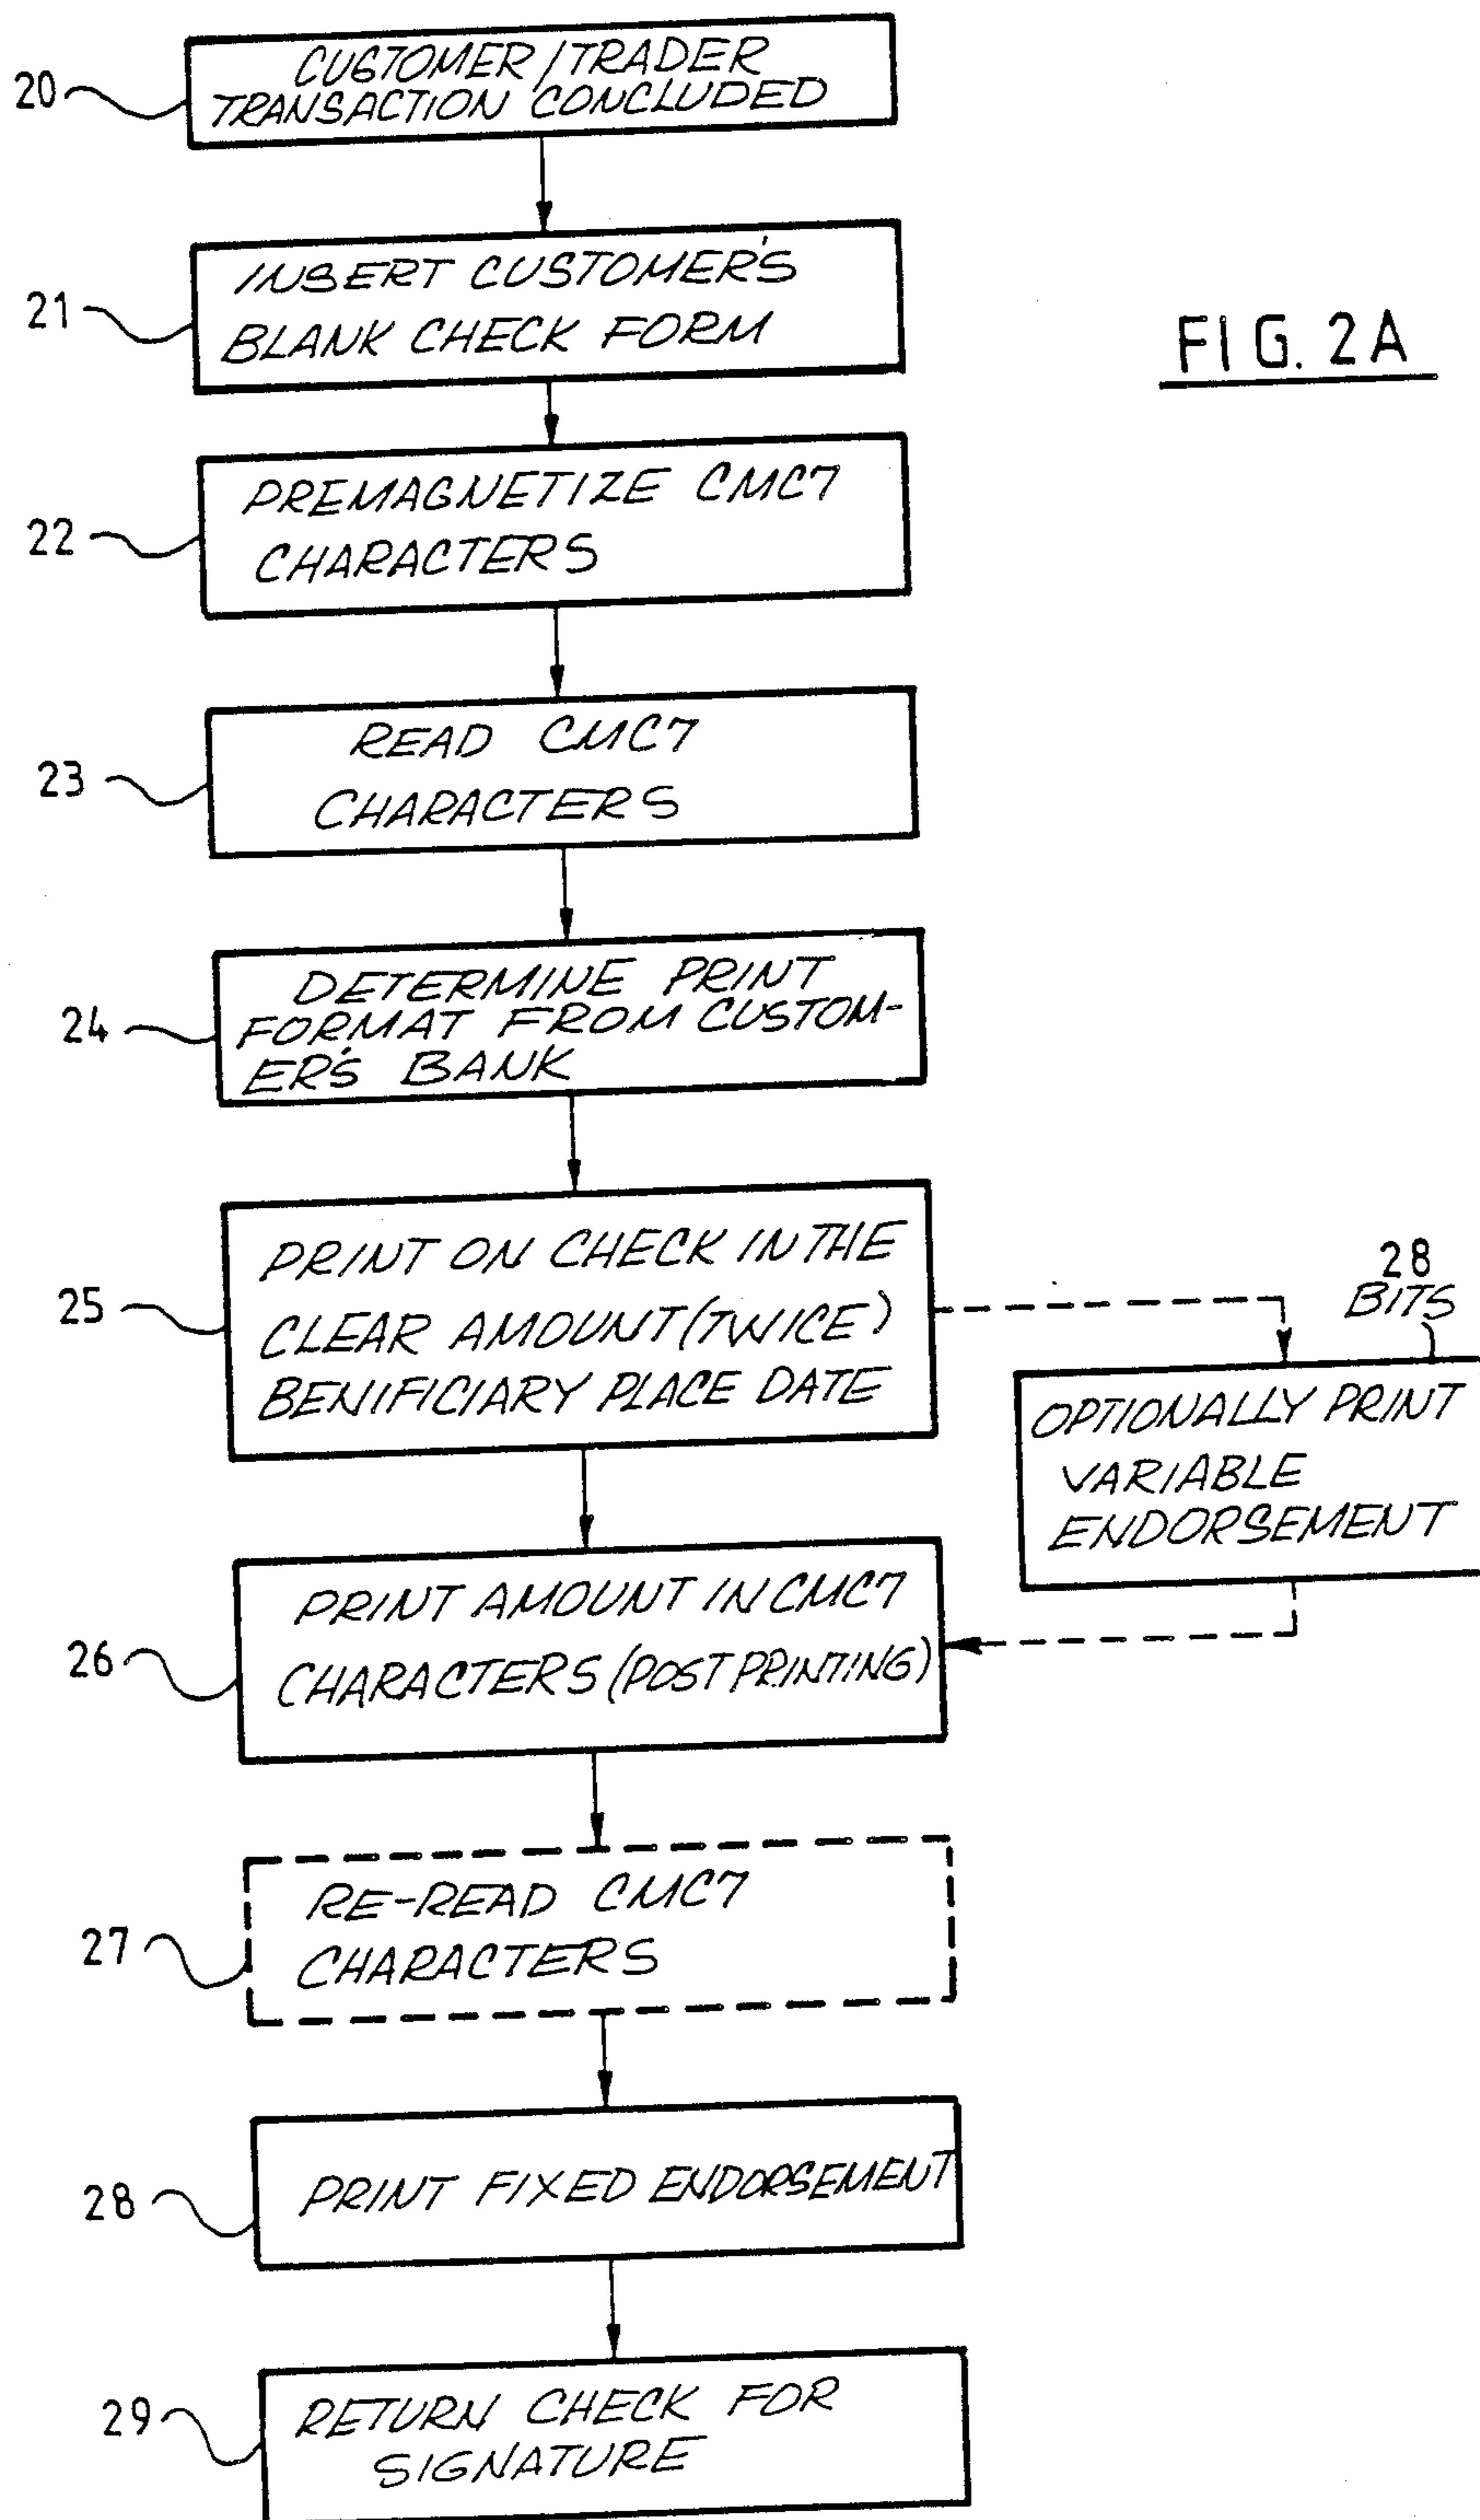 20
CUSTOMER/TRADER
TRANSACTION CONCLUDED
21
INSERT CUSTOMER'S
BLANK CHECK FORM
FIG. 2A
22
PREMAGNETIZE CMC7
CHARACTERS
23
READ CMC7
CHARACTERS
24
DETERMINE PRINT
FORMAT FROM CUSTOM-
ER'S BANK
25
PRINT ON CHECK IN THE
CLEAR AMOUNT (TWICE)
BENIFICIARY PLACE DATE
28
BITS
OPTIONALLY PRINT
VARIABLE
ENDORSEMENT
26
PRINT AMOUNT IN CMC7
CHARACTERS (POST PRINTING)
27
RE-READ CMC7
CHARACTERS
28
PRINT FIXED ENDORSEMENT
29
RETURN CHECK FOR
SIGNATURE